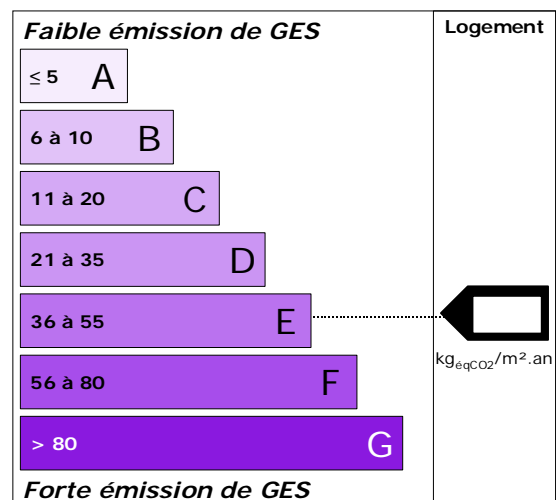 Faible émission de GES
Logement
≤ 5 A
6 à 10 B
11 à 20 C
21 à 35 D
36 à 55 E
kgéqCO2/m².an
56 à 80 F
> 80 G
Forte émission de GES